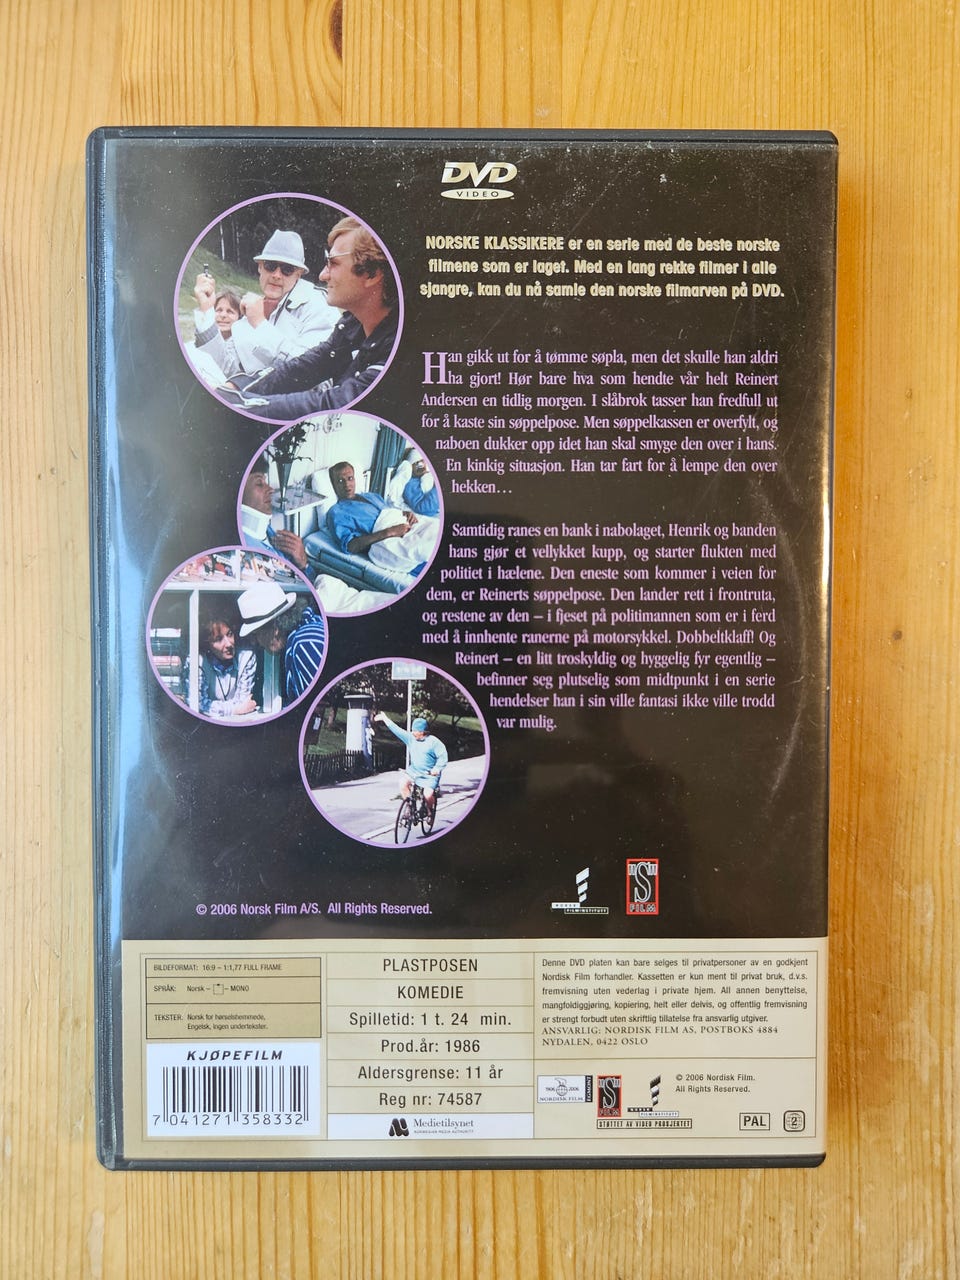 DVD
VIDEO
NORSKE KLASSIKERE er en serie med de beste norske
filmene som er laget. Med en lang rekke filmer i alle
sjangre, kan du nå samle den norske filmarven på DVD.
Han gikk ut for å tømme søpla, men det skulle han aldri
ha gjort! Hør bare hva som hendte vår helt Reinert
Andersen en tidlig morgen. I slåbrok tasser han fredfull ut
for å kaste sin søppelpose. Men søppelkassen er overfylt, og
naboen dukker opp idet han skal smyge den over i hans.
En kinkig situasjon. Han tar fart for å lempe den over
hekken...
Samtidig ranes en bank i nabolaget, Henrik og banden
hans gjør et vellykket kupp, og starter flukten med
politiet i hælene. Den eneste som kommer i veien for
dem, er Reinerts søppelpose. Den lander rett i frontruta,
og restene av den – i fjeset på politimannen som er i ferd
med å innhente ranerne på motorsykkel. Dobbeltklaff! Og
Reinert – en litt troskyldig og hyggelig fyr egentlig –
befinner seg plutselig som midtpunkt i en serie
hendelser han i sin ville fantasi ikke ville trodd
var mulig.
© 2006 Norsk Film A/S. All Rights Reserved.
NORSK
FILMINSTITUTT
"S"
FILM
BILDEFORMAT: 16:9 – 1:1,77 FULL FRAME
SPRÅK: Norsk – MONO
TEKSTER: Norsk for hørselshemmede,
Engelsk, ingen undertekster.
KJØPEFILM
7 041271 358332
PLASTPOSEN
KOMEDIE
Spilletid: 1 t. 24 min.
Prod.år: 1986
Aldersgrense: 11 år
Reg nr: 74587
Medietilsynet
NORWEGIAN MEDIA AUTHORITY
Denne DVD platen kan bare selges til privatpersoner av en godkjent
Nordisk Film forhandler. Kassetten er kun ment til privat bruk, d.v.s.
fremvisning uten vederlag i private hjem. All annen benyttelse,
mangfoldiggjøring, kopiering, helt eller delvis, og offentlig fremvisning
er strengt forbudt uten skriftlig tillatelse fra ansvarlig utgiver.
ANSVARLIG: NORDISK FILM AS, POSTBOKS 4884
NYDALEN, 0422 OSLO
1906 2006
NORDISK FILM
EGMONT
"S"
FILM
NORSK
FILMINSTITUTT
STØTTET AV VIDEO PROSJEKTET
© 2006 Nordisk Film.
All Rights Reserved.
PAL
2